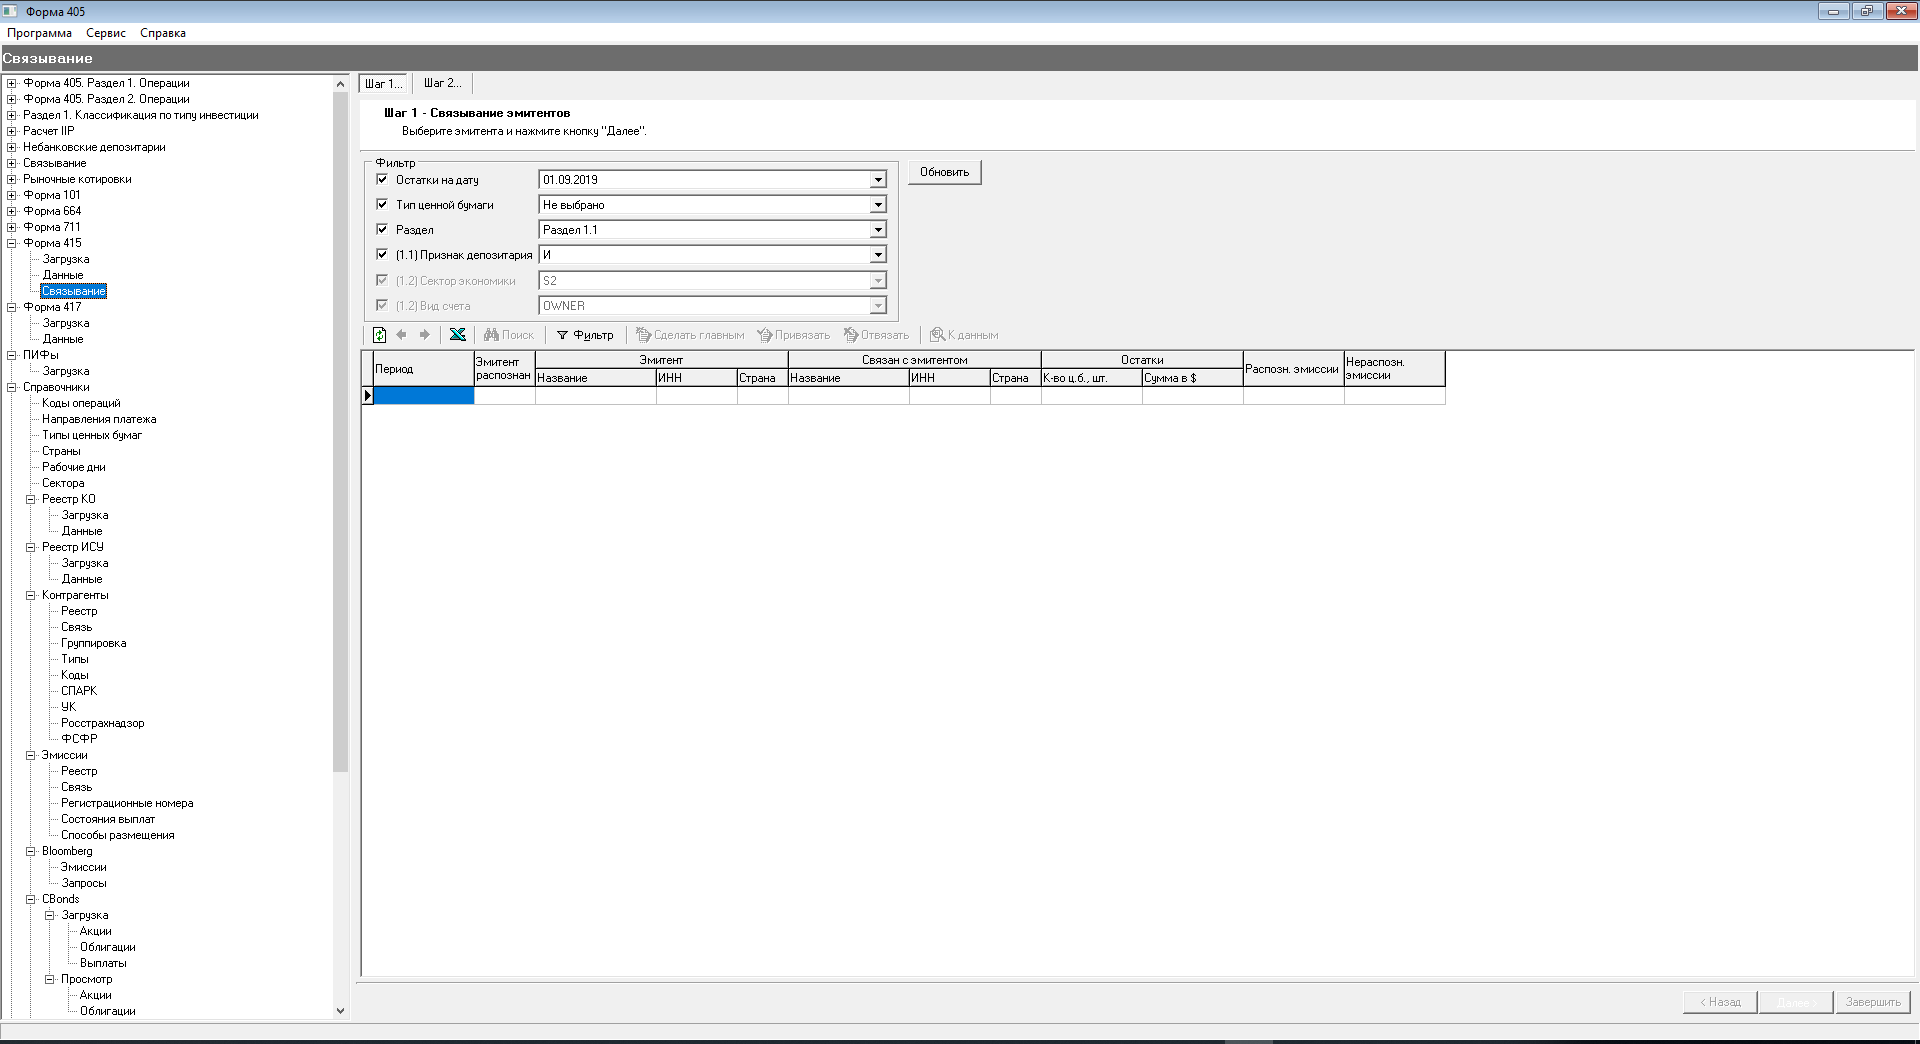 Форма 405
Программа Сервис Справка
Связывание
Форма 405. Раздел 1. Операции
Форма 405. Раздел 2. Операции
Раздел 1. Классификация по типу инвестиции
Расчет IIP
Небанковские депозитарии
Связывание
Рыночные котировки
Форма 101
Форма 664
Форма 711
Форма 415
Загрузка
Данные
Связывание
Форма 417
Загрузка
Данные
ПИФы
Загрузка
Справочники
Коды операций
Направления платежа
Типы ценных бумаг
Страны
Рабочие дни
Сектора
Реестр КО
Загрузка
Данные
Реестр ИСУ
Загрузка
Данные
Контрагенты
Реестр
Связь
Группировка
Типы
Коды
СПАРК
УК
Росстрахнадзор
ФСФР
Эмиссии
Реестр
Связь
Регистрационные номера
Состояния выплат
Способы размещения
Bloomberg
Эмиссии
Запросы
CBonds
Загрузка
Акции
Облигации
Выплаты
Просмотр
Акции
Облигации
Шаг 1... Шаг 2...
Шаг 1 - Связывание эмитентов
Выберите эмитента и нажмите кнопку "Далее".
Фильтр
Остатки на дату 01.09.2019 Обновить
Тип ценной бумаги Не выбрано
Раздел Раздел 1.1
(1.1) Признак депозитария И
(1.2) Сектор экономики S2
(1.2) Вид счета OWNER
Поиск Фильтр Сделать главным Привязать Отвязать К данным
Период Эмитент распознан Эмитент Связан с эмитентом Остатки Распозн. эмиссии Нераспозн. эмиссии
Название ИНН Страна Название ИНН Страна К-во ц.б., шт. Сумма в $
< Назад Далее > Завершить